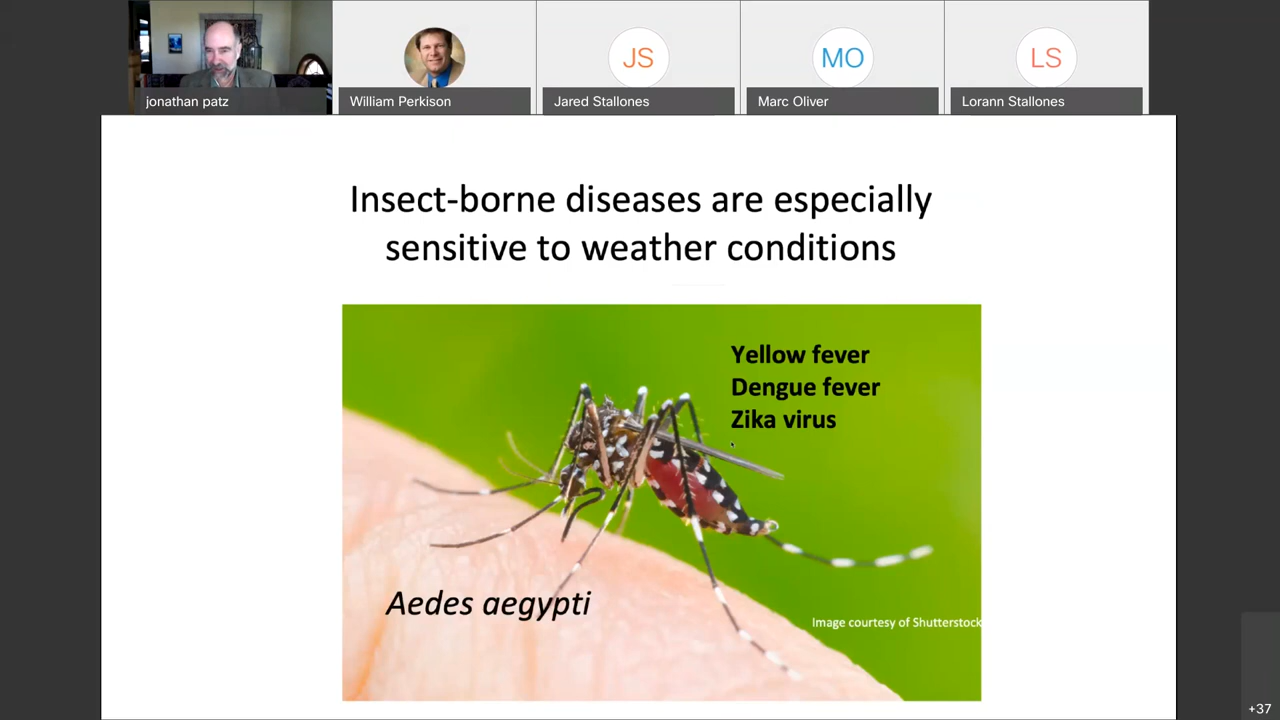 jonathan patz
William Perkison
JS
Jared Stallones
MO
Marc Oliver
LS
Lorann Stallones
Insect-borne diseases are especially
sensitive to weather conditions
Yellow fever
Dengue fever
Zika virus
Aedes aegypti
Image courtesy of Shutterstock
+37